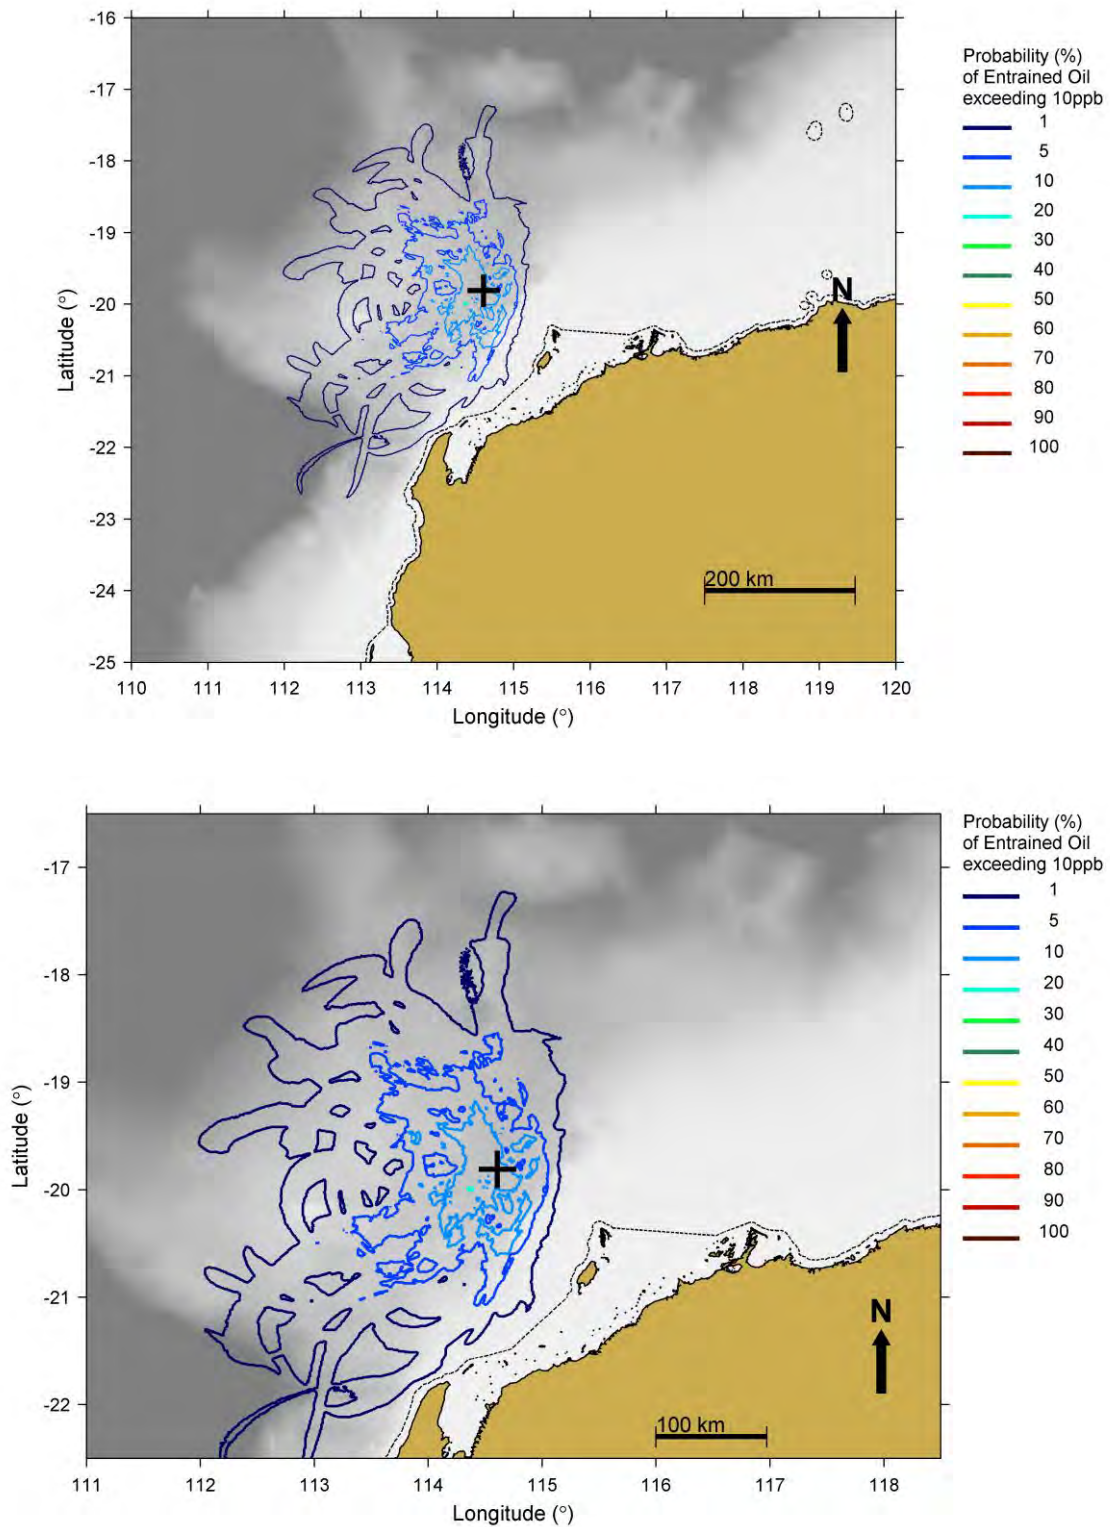 -16
-17
-18
-19
-20
-21
-22
-23
-24
-25
Latitude (°)
110 111 112 113 114 115 116 117 118 119 120
Longitude (°)
N
200 km
Probability (%)
of Entrained Oil
exceeding 10ppb
1
5
10
20
30
40
50
60
70
80
90
100
-17
-18
-19
-20
-21
-22
Latitude (°)
111 112 113 114 115 116 117 118
Longitude (°)
N
100 km
Probability (%)
of Entrained Oil
exceeding 10ppb
1
5
10
20
30
40
50
60
70
80
90
100